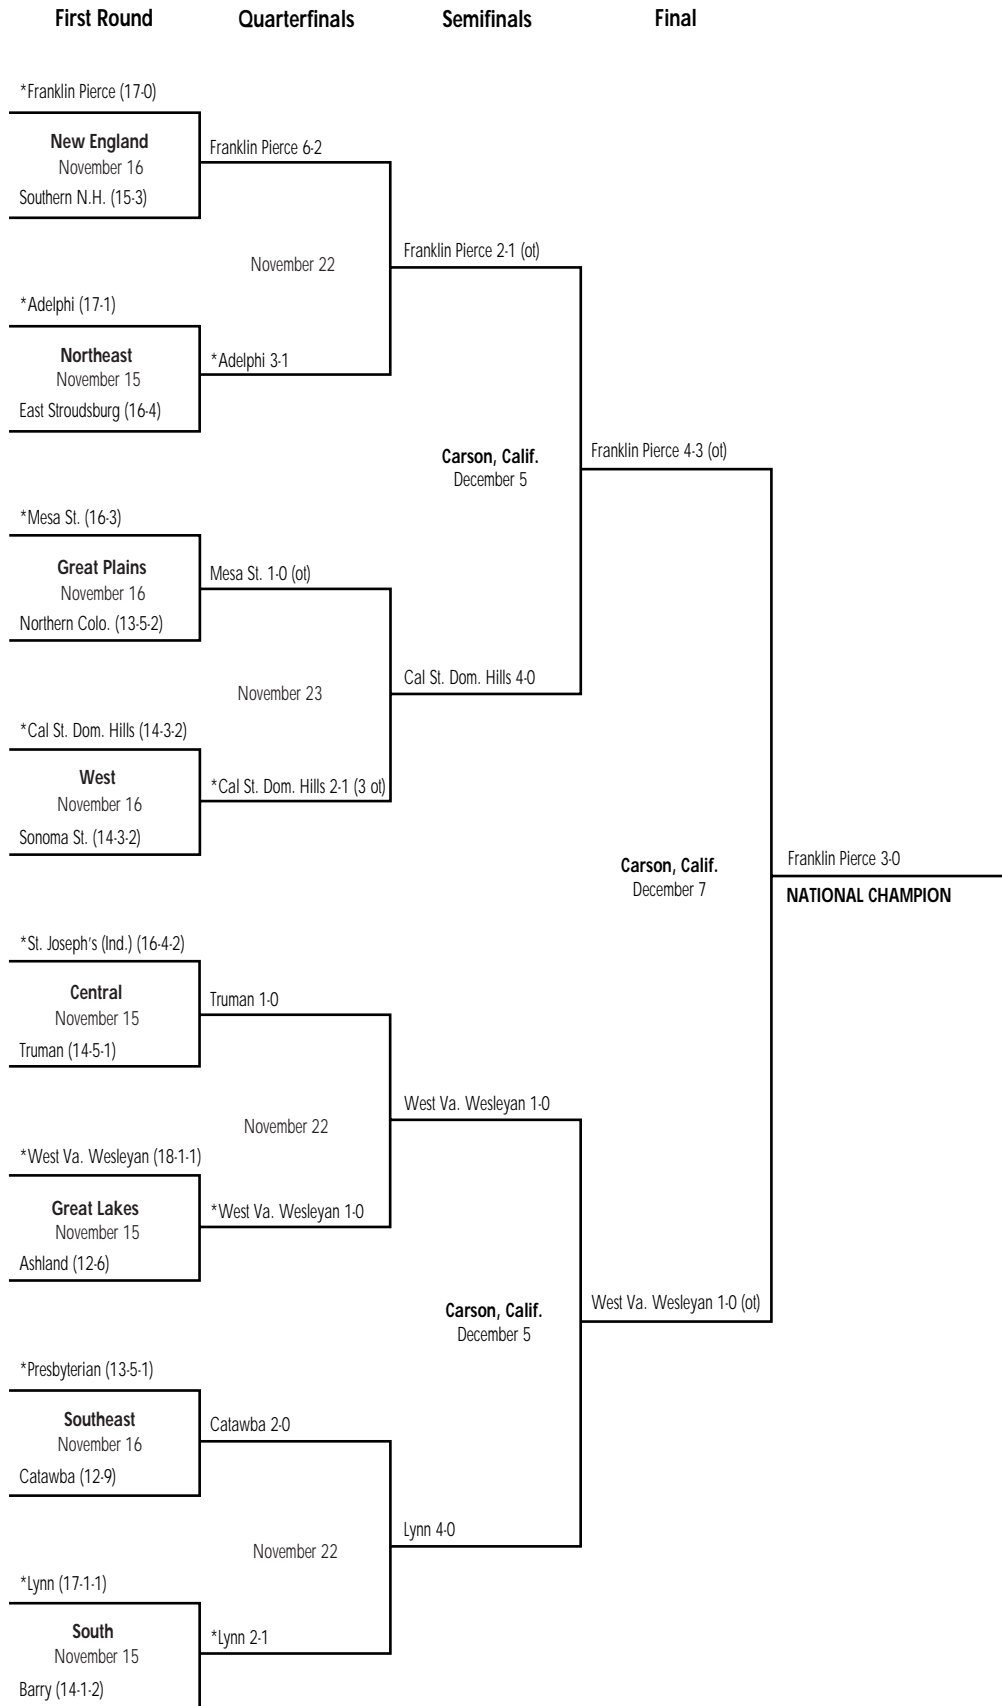 First Round
Quarterfinals
Semifinals
Final
*Franklin Pierce (17-0)
New England
November 16
Southern N.H. (15-3)
Franklin Pierce 6-2
November 22
Franklin Pierce 2-1 (ot)
*Adelphi (17-1)
Northeast
November 15
East Stroudsburg (16-4)
*Adelphi 3-1
Carson, Calif.
December 5
Franklin Pierce 4-3 (ot)
*Mesa St. (16-3)
Great Plains
November 16
Northern Colo. (13-5-2)
Mesa St. 1-0 (ot)
November 23
Cal St. Dom. Hills 4-0
*Cal St. Dom. Hills (14-3-2)
West
November 16
Sonoma St. (14-3-2)
*Cal St. Dom. Hills 2-1 (3 ot)
Carson, Calif.
December 7
Franklin Pierce 3-0
NATIONAL CHAMPION
*St. Joseph's (Ind.) (16-4-2)
Central
November 15
Truman (14-5-1)
Truman 1-0
November 22
West Va. Wesleyan 1-0
*West Va. Wesleyan (18-1-1)
Great Lakes
November 15
Ashland (12-6)
*West Va. Wesleyan 1-0
Carson, Calif.
December 5
West Va. Wesleyan 1-0 (ot)
*Presbyterian (13-5-1)
Southeast
November 16
Catawba (12-9)
Catawba 2-0
November 22
Lynn 4-0
*Lynn (17-1-1)
South
November 15
Barry (14-1-2)
*Lynn 2-1